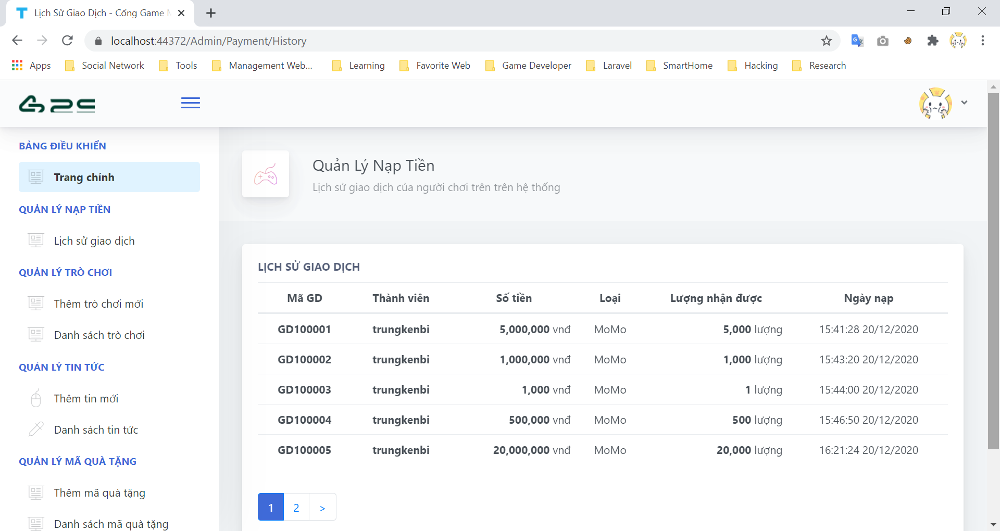 Lịch Sử Giao Dịch - Cổng Game
localhost:44372/Admin/Payment/History
Apps Social Network Tools Management Web... Learning Favorite Web Game Developer Laravel SmartHome Hacking Research
BẢNG ĐIỀU KHIỂN
Trang chính
QUẢN LÝ NẠP TIỀN
Lịch sử giao dịch
QUẢN LÝ TRÒ CHƠI
Thêm trò chơi mới
Danh sách trò chơi
QUẢN LÝ TIN TỨC
Thêm tin mới
Danh sách tin tức
QUẢN LÝ MÃ QUÀ TẶNG
Thêm mã quà tặng
Danh sách mã quà tặng
Quản Lý Nạp Tiền
Lịch sử giao dịch của người chơi trên trên hệ thống
LỊCH SỬ GIAO DỊCH
Mã GD Thành viên Số tiền Loại Lượng nhận được Ngày nạp
GD100001 trungkenbi 5,000,000 vnđ MoMo 5,000 lượng 15:41:28 20/12/2020
GD100002 trungkenbi 1,000,000 vnđ MoMo 1,000 lượng 15:43:20 20/12/2020
GD100003 trungkenbi 1,000 vnđ MoMo 1 lượng 15:44:00 20/12/2020
GD100004 trungkenbi 500,000 vnđ MoMo 500 lượng 15:46:50 20/12/2020
GD100005 trungkenbi 20,000,000 vnđ MoMo 20,000 lượng 16:21:24 20/12/2020
1 2 >